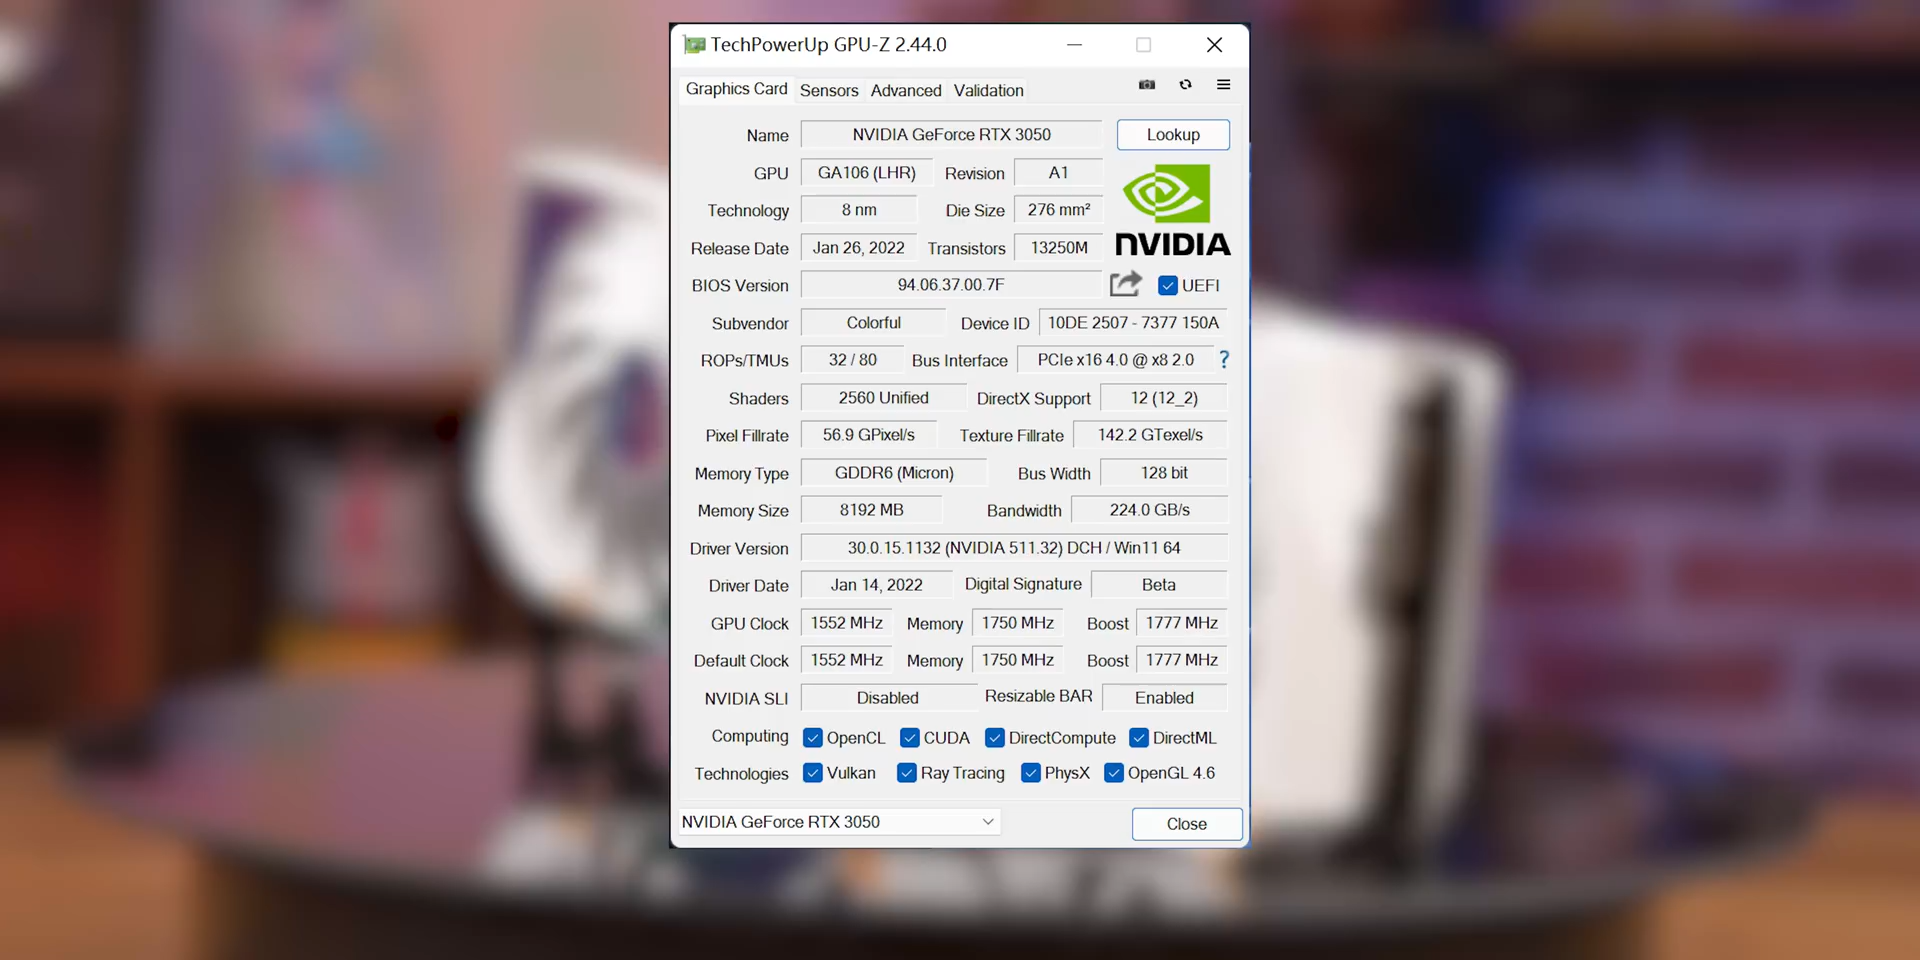 TechPowerUp GPU-Z 2.44.0
Graphics Card Sensors Advanced Validation
Name NVIDIA GeForce RTX 3050 Lookup
GPU GA106 (LHR) Revision A1
Technology 8 nm Die Size 276 mm²
Release Date Jan 26, 2022 Transistors 13250M
NVIDIA
BIOS Version 94.06.37.00.7F UEFI
Subvendor Colorful Device ID 10DE 2507 - 7377 150A
ROPs/TMUs 32 / 80 Bus Interface PCIe x16 4.0 @ x8 2.0 ?
Shaders 2560 Unified DirectX Support 12 (12_2)
Pixel Fillrate 56.9 GPixel/s Texture Fillrate 142.2 GTexel/s
Memory Type GDDR6 (Micron) Bus Width 128 bit
Memory Size 8192 MB Bandwidth 224.0 GB/s
Driver Version 30.0.15.1132 (NVIDIA 511.32) DCH / Win11 64
Driver Date Jan 14, 2022 Digital Signature Beta
GPU Clock 1552 MHz Memory 1750 MHz Boost 1777 MHz
Default Clock 1552 MHz Memory 1750 MHz Boost 1777 MHz
NVIDIA SLI Disabled Resizable BAR Enabled
Computing OpenCL CUDA DirectCompute DirectML
Technologies Vulkan Ray Tracing PhysX OpenGL 4.6
NVIDIA GeForce RTX 3050 Close